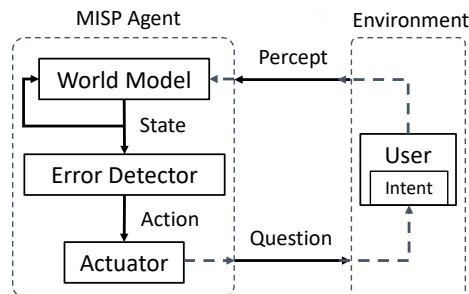 MISP Agent
Environment
World Model
Percept
State
User
Intent
Error Detector
Action
Question
Actuator